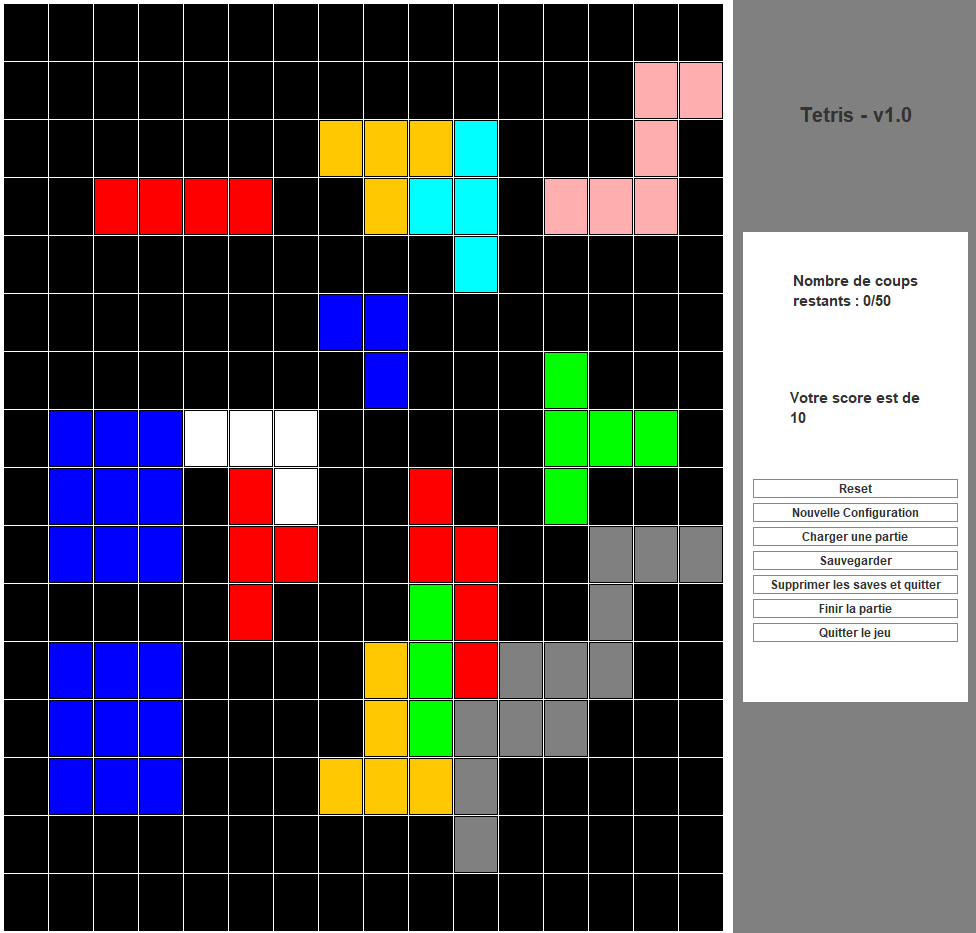 Tetris - v1.0
Nombre de coups
restants : 0/50
Votre score est de
10
Reset
Nouvelle Configuration
Charger une partie
Sauvegarder
Supprimer les saves et quitter
Finir la partie
Quitter le jeu